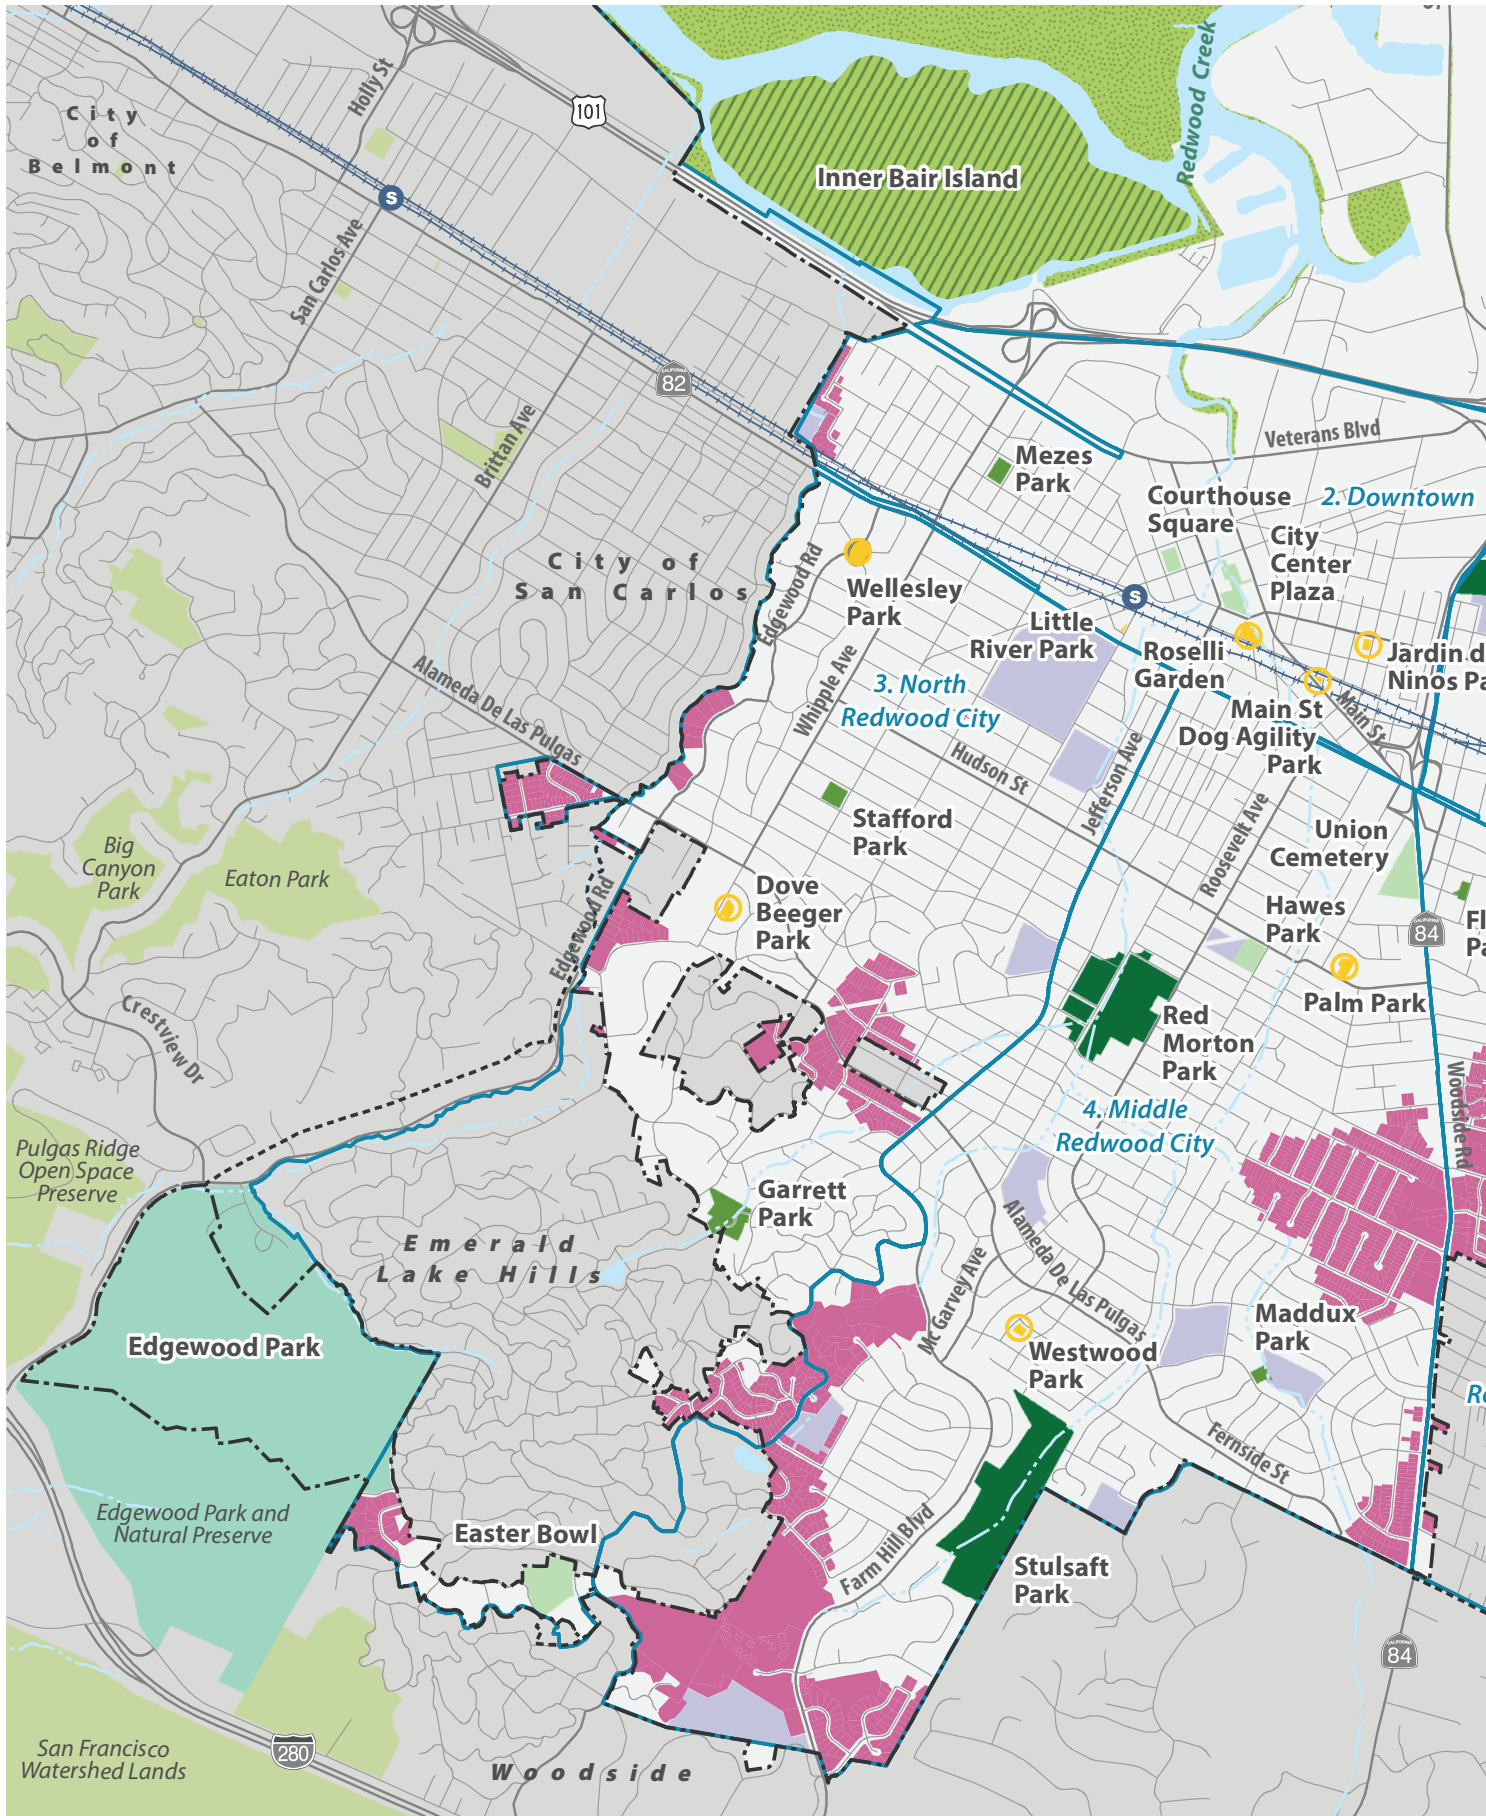 Holly St
City
of
Belmont
101
Redwood Creek
Inner Bair Island
S
San Carlos Ave
82
Brittan Ave
Veterans Blvd
Mezes
Park
Courthouse
Square
2. Downtown
City
Center
Plaza
City of
San Carlos
Edgewood Rd
Wellesley
Park
S
Little
River Park
Roselli
Garden
Jardin d
Ninos Pa
Alameda De Las Pulgas
Whipple Ave
3. North
Redwood City
Main St
Dog Agility
Park
Main St
Hudson St
Jefferson Ave
Stafford
Park
Roosevelt Ave
Union
Cemetery
Big
Canyon
Park
Eaton Park
Edgewood Rd
Dove
Beeger
Park
Hawes
Park
84
Fl
Pa
Palm Park
Crestview Dr
Red
Morton
Park
Woodside Rd
4. Middle
Redwood City
Pulgas Ridge
Open Space
Preserve
Garrett
Park
Emerald
Lake Hills
Alameda De Las Pulgas
Mc Garvey Ave
Edgewood Park
Maddux
Park
Westwood
Park
Re
Fernside St
Edgewood Park and
Natural Preserve
Easter Bowl
Farm Hill Blvd
Stulsaft
Park
84
280
San Francisco
Watershed Lands
Woodside